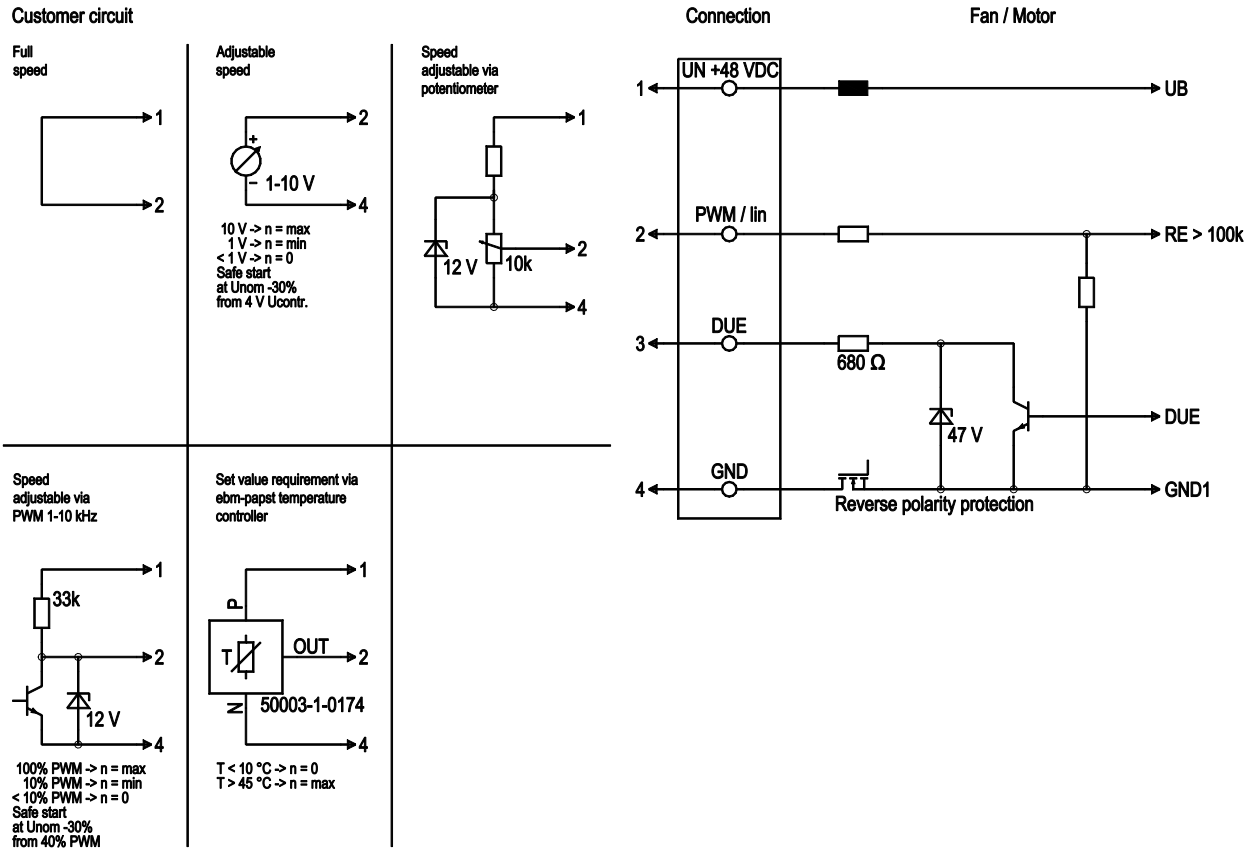 Customer circuit
Full
speed
1
2
Adjustable
speed
2
+
–
1-10 V
4
10 V -> n = max
1 V -> n = min
< 1 V -> n = 0
Safe start
at Unom -30%
from 4 V Ucontr.
Speed
adjustable via
potentiometer
1
2
12 V
10k
4
Speed
adjustable via
PWM 1-10 kHz
1
33k
2
12 V
4
100% PWM -> n = max
10% PWM -> n = min
< 10% PWM -> n = 0
Safe start
at Unom -30%
from 40% PWM
Set value requirement via
ebm-papst temperature
controller
1
P
T
OUT
2
N
50003-1-0174
4
T < 10 °C -> n = 0
T > 45 °C -> n = max
Connection
Fan / Motor
UN +48 VDC
1
UB
PWM / lin
2
RE > 100k
DUE
3
680 Ω
DUE
47 V
GND
4
GND1
Reverse polarity protection